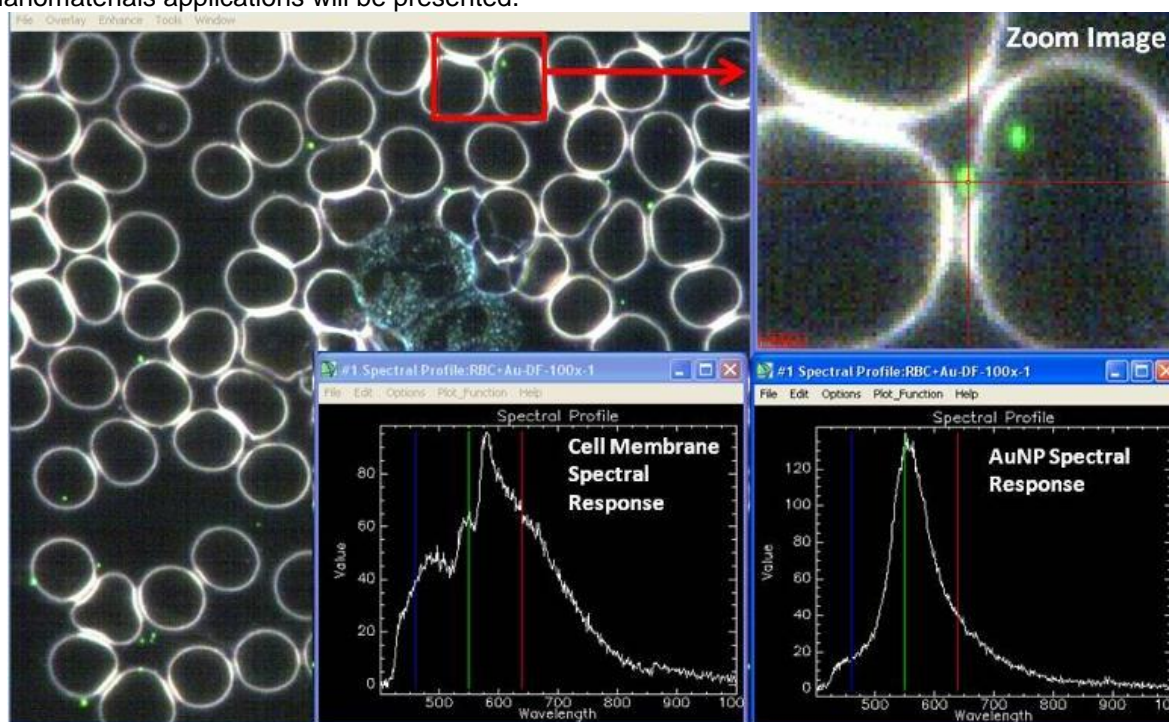 nanomaterials applications will be presented.
File Overlay Enhance Tools Window
Zoom Image
#1 Spectral Profile:RBC+Au-DF-100x-1
File Edit Options Plot_Function Help
Spectral Profile
Cell Membrane
Spectral
Response
Value
80
60
40
20
0
500 600 700 800 900 100
Wavelength
#1 Spectral Profile:RBC+Au-DF-100x-1
File Edit Options Plot_Function Help
Spectral Profile
AuNP Spectral
Response
Value
120
100
80
60
40
20
0
500 600 700 800 900 100
Wavelength